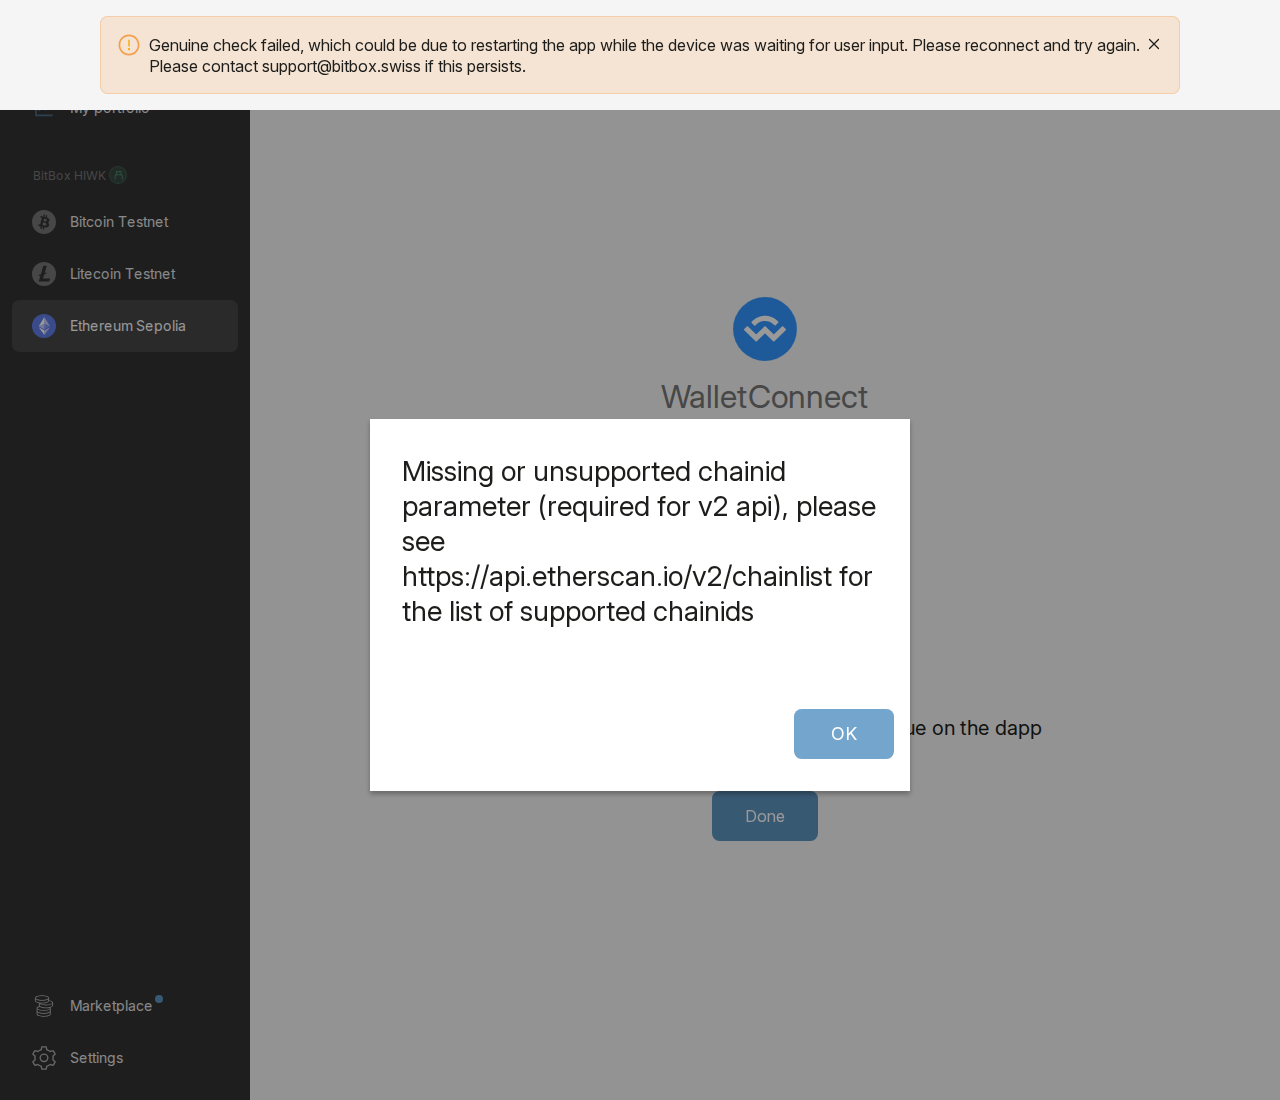 Genuine check failed, which could be due to restarting the app while the device was waiting for user input. Please reconnect and try again.
Please contact support@bitbox.swiss if this persists.
My portfolio
BitBox HIWK
Bitcoin Testnet
Litecoin Testnet
Ethereum Sepolia
WalletConnect
Missing or unsupported chainid
parameter (required for v2 api), please
see
https://api.etherscan.io/v2/chainlist for
the list of supported chainids
OK
on the dapp
Done
Marketplace
Settings